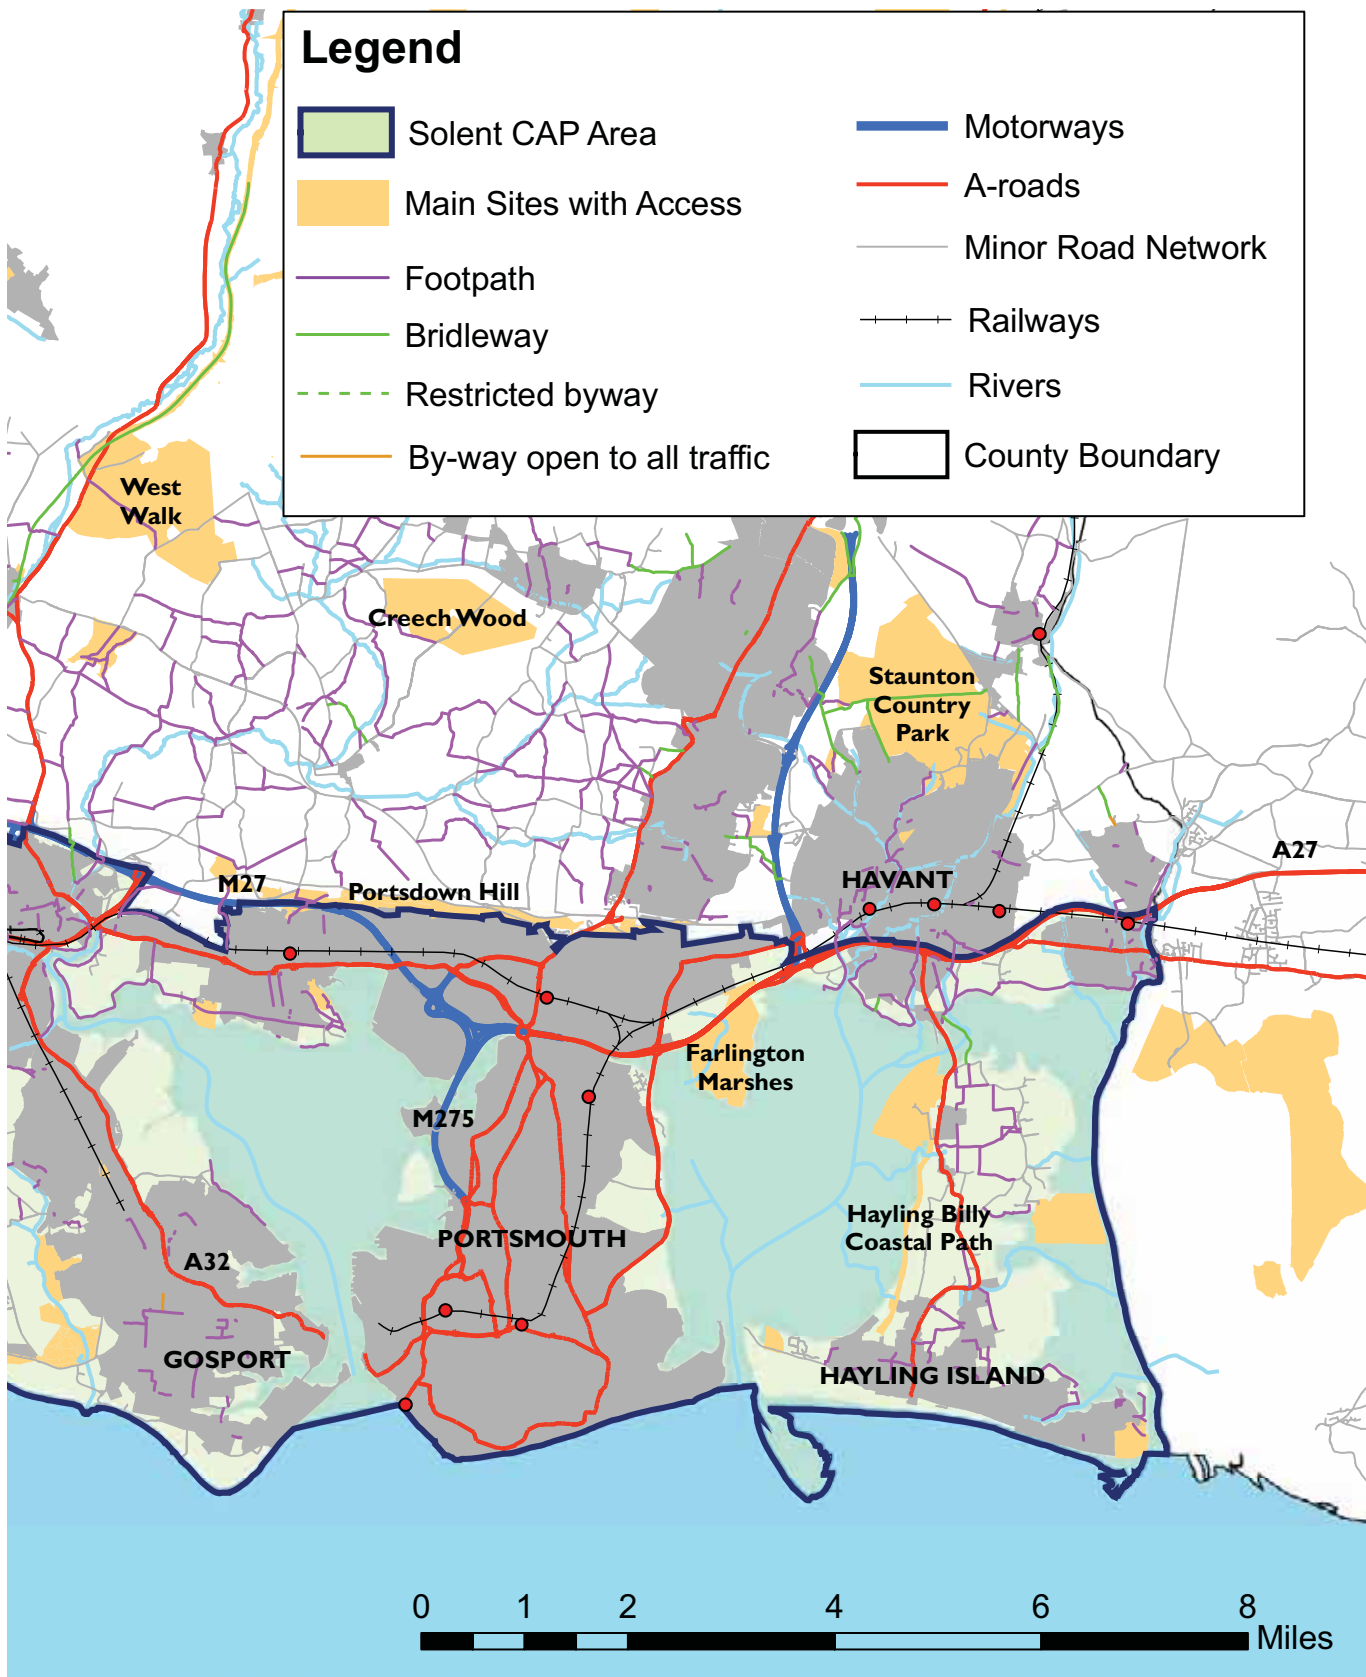 Legend
Solent CAP Area
Main Sites with Access
Footpath
Bridleway
Restricted byway
By-way open to all traffic
Motorways
A-roads
Minor Road Network
Railways
Rivers
County Boundary
West
Walk
Creech Wood
Staunton
Country
Park
A27
M27
Portsdown Hill
HAVANT
Farlington
Marshes
M275
Hayling Billy
Coastal Path
PORTSMOUTH
A32
GOSPORT
HAYLING ISLAND
0 1 2 4 6 8
Miles